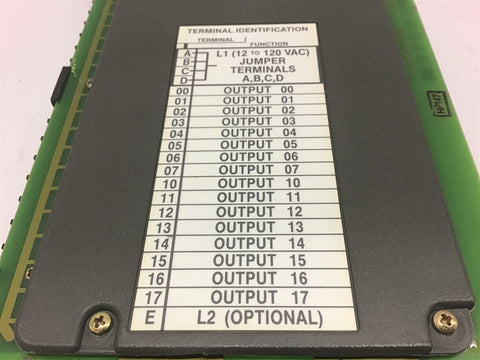 TERMINAL IDENTIFICATION
TERMINAL FUNCTION
A L1 (12 TO 120 VAC)
B JUMPER
C TERMINALS
D A,B,C,D
00 OUTPUT 00
01 OUTPUT 01
02 OUTPUT 02
03 OUTPUT 03
04 OUTPUT 04
05 OUTPUT 05
06 OUTPUT 06
07 OUTPUT 07
10 OUTPUT 10
11 OUTPUT 11
12 OUTPUT 12
13 OUTPUT 13
14 OUTPUT 14
15 OUTPUT 15
16 OUTPUT 16
17 OUTPUT 17
E L2 (OPTIONAL)